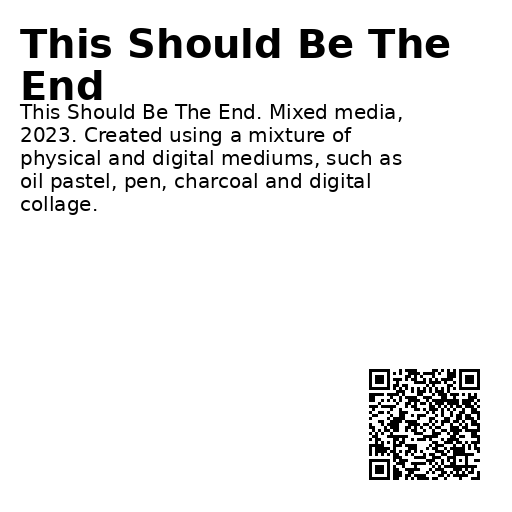 This Should Be The
End
This Should Be The End. Mixed media,
2023. Created using a mixture of
physical and digital mediums, such as
oil pastel, pen, charcoal and digital
collage.